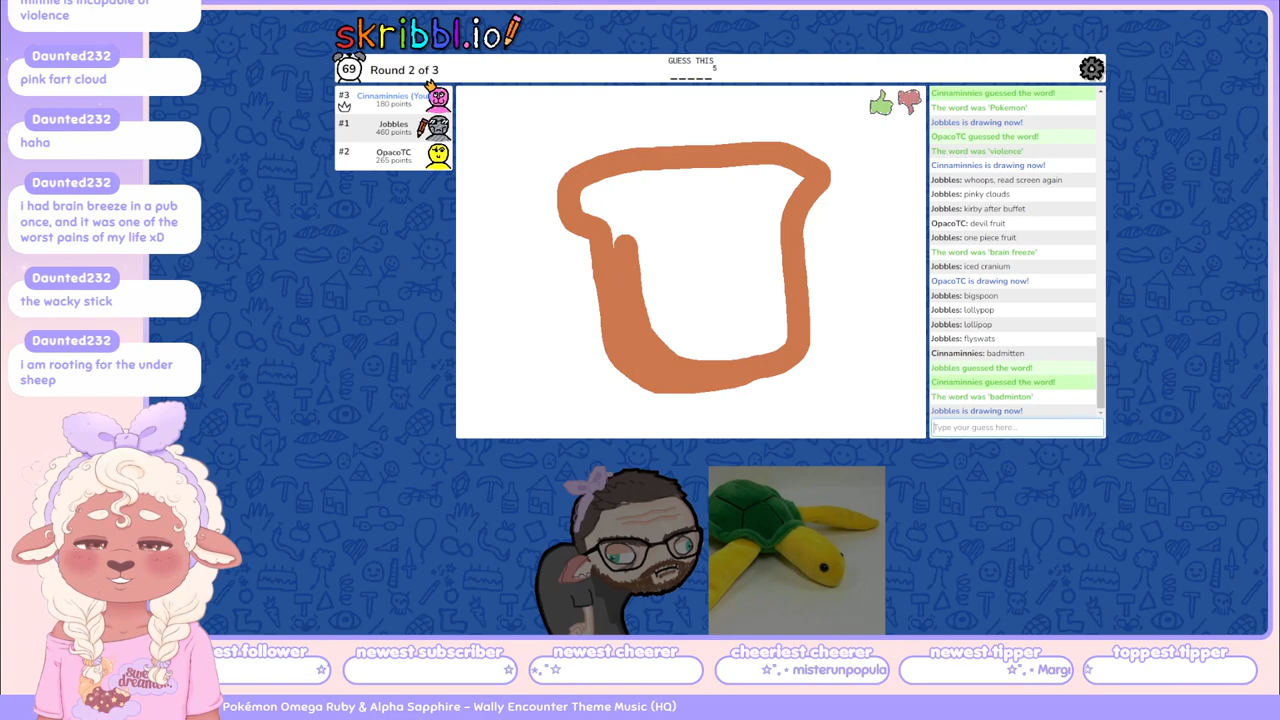 minnie is incapable of
violence
Daunted232
pink fart cloud
Daunted232
haha
Daunted232
i had brain breeze in a pub
once, and it was one of the
worst pains of my life xD
Daunted232
the wacky stick
Daunted232
i am rooting for the under
sheep
skribbl.io
69
Round 2 of 3
GUESS THIS
_____ 5
#3
Cinnaminnies (You
180 points
#1
Jobbles
460 points
#2
OpacoTC
265 points
Cinnaminnies guessed the word!
The word was 'Pokemon'
Jobbles is drawing now!
OpacoTC guessed the word!
The word was 'violence'
Cinnaminnies is drawing now!
Jobbles: whoops, read screen again
Jobbles: pinky clouds
Jobbles: kirby after buffet
OpacoTC: devil fruit
Jobbles: one piece fruit
The word was 'brain freeze'
Jobbles: iced cranium
OpacoTC is drawing now!
Jobbles: bigspoon
Jobbles: lollypop
Jobbles: lollipop
Jobbles: flyswats
Cinnaminnies: badmitten
Jobbles guessed the word!
Cinnaminnies guessed the word!
The word was 'badminton'
Jobbles is drawing now!
Type your guess here...
est follower
newest subscriber
newest cheerer
cheeriest cheerer
misterunpopula
newest tipper
Marg
toppest tipper
Pokémon Omega Ruby & Alpha Sapphire - Wally Encounter Theme Music (HQ)